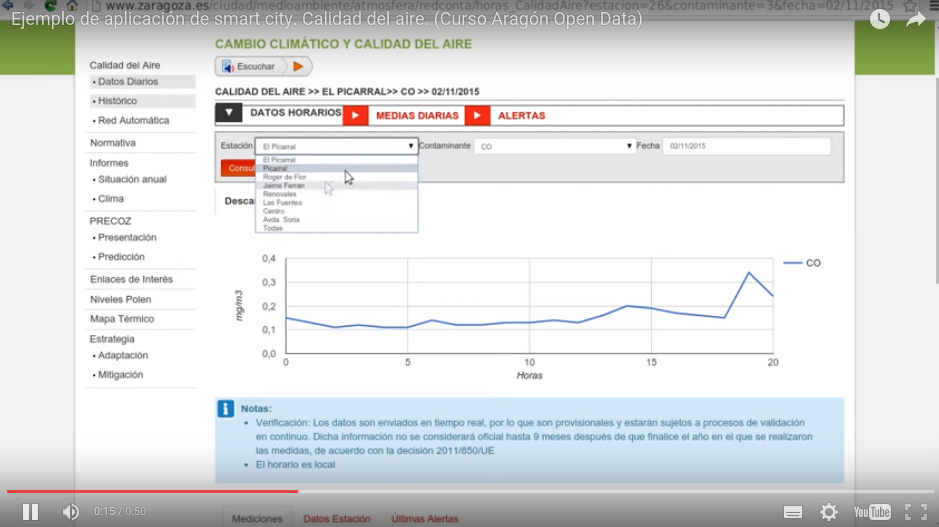 www.zaragoza.es/ciudad/medioambiente/atmosfera/redconta/horas_CalidadAire?estacion=26&contaminante=3&fecha=02/11/2015
Ejemplo de aplicación de smart city. Calidad del aire. (Curso Aragón Open Data)
CAMBIO CLIMÁTICO Y CALIDAD DEL AIRE
Escuchar
Calidad del Aire
• Datos Diarios
• Histórico
• Red Automática
Normativa
Informes
• Situación anual
• Clima
PRECOZ
• Presentación
• Predicción
Enlaces de Interés
Niveles Polen
Mapa Térmico
Estrategia
• Adaptación
• Mitigación
CALIDAD DEL AIRE >> EL PICARRAL>> CO >> 02/11/2015
DATOS HORARIOS MEDIAS DIARIAS ALERTAS
Estación El Picarral Contaminante CO Fecha 02/11/2015
El Picarral
Picarral
Roger de Flor
Jaime Ferran
Renovales
Las Fuentes
Centro
Avda. Soria
Todas
Consul
Desca
0,4
0,3
0,2
0,1
0,0
mg/m3
0 5 10 15 20
Horas
CO
Notas:
• Verificación: Los datos son enviados en tiempo real, por lo que son provisionales y estarán sujetos a procesos de validación
en continuo. Dicha información no se considerará oficial hasta 9 meses después de que finalice el año en el que se realizaron
las medidas, de acuerdo con la decisión 2011/850/UE
• El horario es local
Mediciones Datos Estación Últimas Alertas
0:15 / 0:50
YouTube